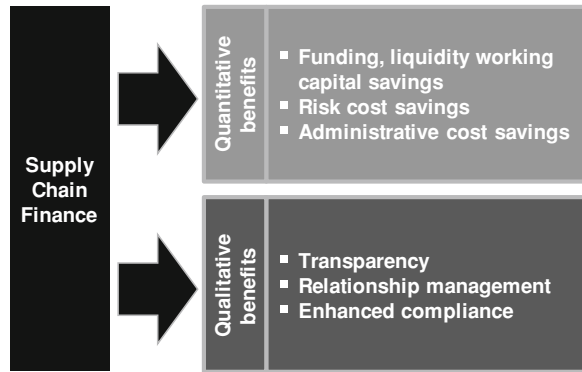 Supply
Chain
Finance
Quantitative
benefits
▪ Funding, liquidity working
capital savings
▪ Risk cost savings
▪ Administrative cost savings
Qualitative
benefits
▪ Transparency
▪ Relationship management
▪ Enhanced compliance